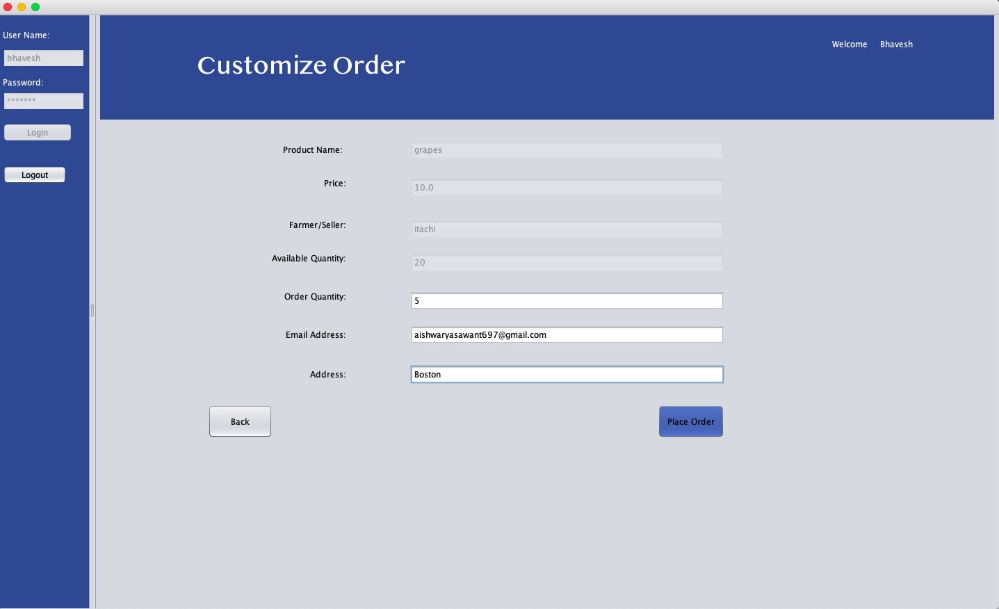 User Name:
bhavesh
Password:
*******
Login
Logout
Customize Order
Welcome Bhavesh
Product Name: grapes
Price: 10.0
Farmer/Seller: itachi
Available Quantity: 20
Order Quantity: 5
Email Address: aishwaryasawant697@gmail.com
Address: Boston
Back Place Order